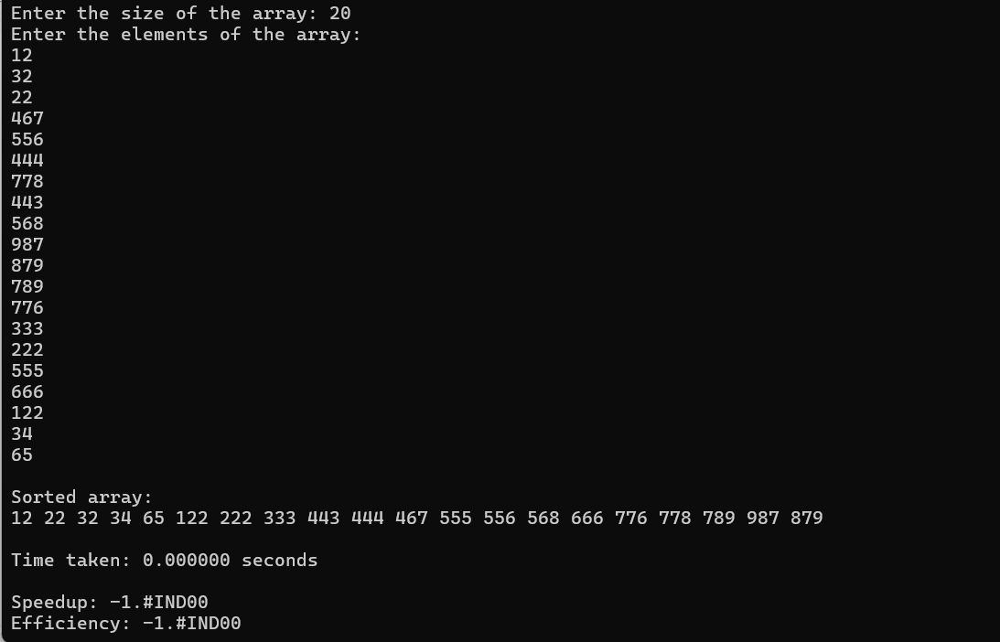 Enter the size of the array: 20
Enter the elements of the array:
12
32
22
467
556
444
778
443
568
987
879
789
776
333
222
555
666
122
34
65
Sorted array:
12 22 32 34 65 122 222 333 443 444 467 555 556 568 666 776 778 789 987 879
Time taken: 0.000000 seconds
Speedup: -1.#IND00
Efficiency: -1.#IND00